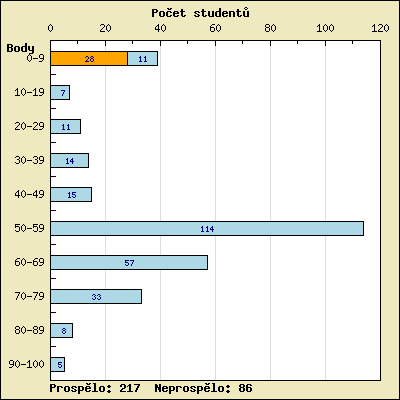 Počet studentů
0 20 40 60 80 100 120
Body
0-9 28 11
10-19 7
20-29 11
30-39 14
40-49 15
50-59 114
60-69 57
70-79 33
80-89 8
90-100 5
Prospělo: 217 Neprospělo: 86